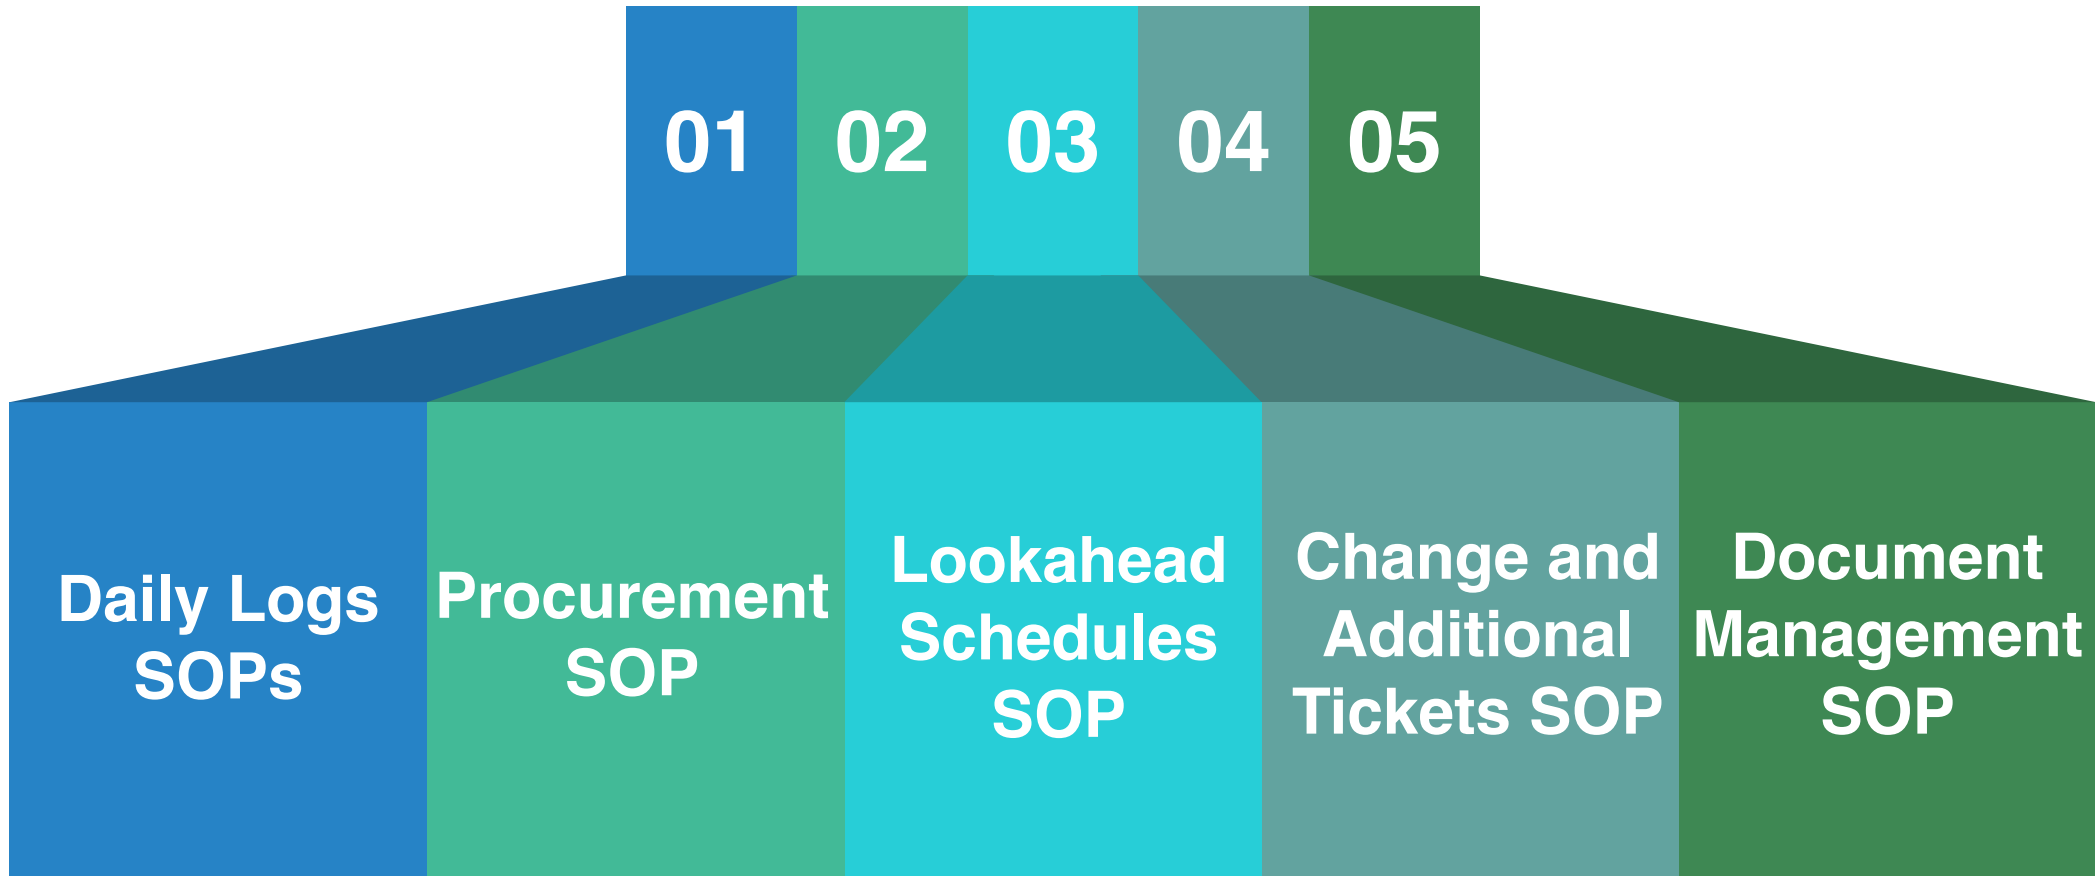 01
02
03
04
05
Daily Logs
SOPs
Procurement
SOP
Lookahead
Schedules
SOP
Change and
Additional
Tickets SOP
Document
Management
SOP